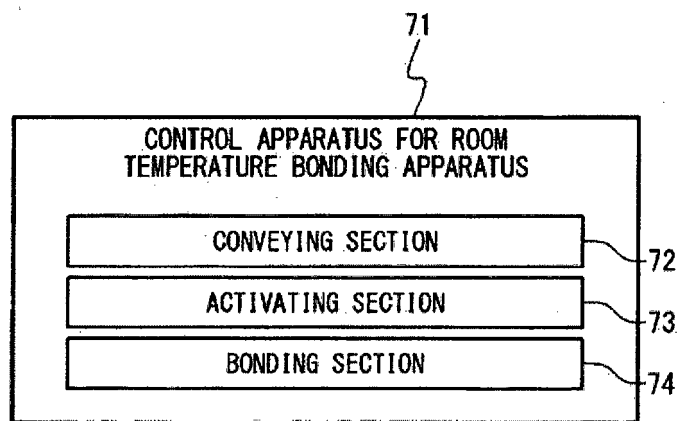 71
CONTROL APPARATUS FOR ROOM
TEMPERATURE BONDING APPARATUS
CONVEYING SECTION
72
ACTIVATING SECTION
73
BONDING SECTION
74